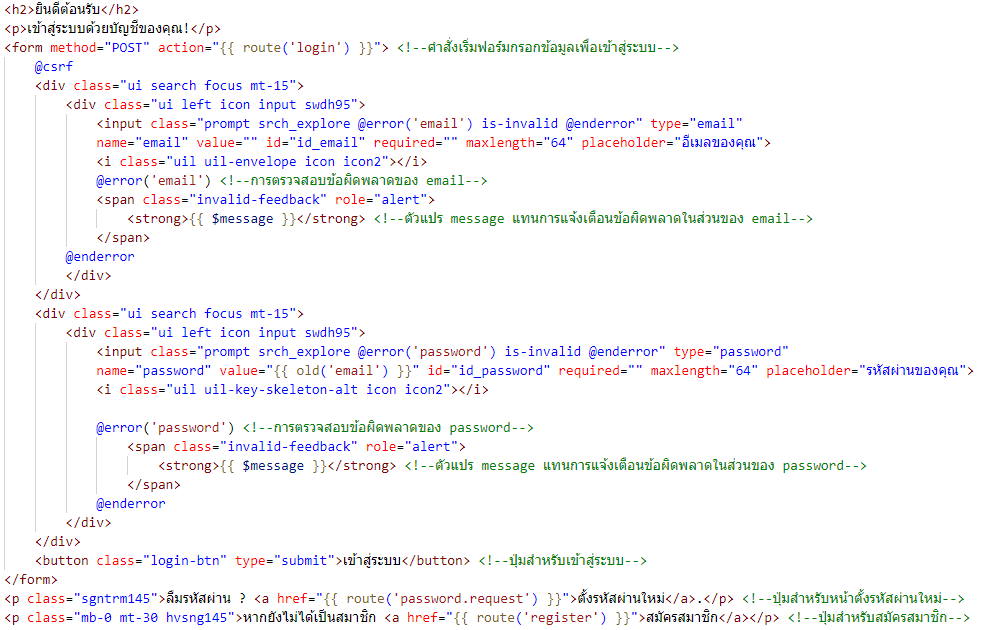 <h2>ยินดีต้อนรับ</h2>
<p>เข้าสู่ระบบด้วยบัญชีของคุณ!</p>
<form method="POST" action="{{ route('login') }}"> <!--คำสั่งเริ่มฟอร์มกรอกข้อมูลเพื่อเข้าสู่ระบบ-->
@csrf
<div class="ui search focus mt-15">
<div class="ui left icon input swdh95">
<input class="prompt srch_explore @error('email') is-invalid @enderror" type="email"
name="email" value="" id="id_email" required="" maxlength="64" placeholder="อีเมลของคุณ">
<i class="uil uil-envelope icon icon2"></i>
@error('email') <!--การตรวจสอบข้อผิดพลาดของ email-->
<span class="invalid-feedback" role="alert">
<strong>{{ $message }}</strong> <!--ตัวแปร message แทนการแจ้งเตือนข้อผิดพลาดในส่วนของ email-->
</span>
@enderror
</div>
</div>
<div class="ui search focus mt-15">
<div class="ui left icon input swdh95">
<input class="prompt srch_explore @error('password') is-invalid @enderror" type="password"
name="password" value="{{ old('email') }}" id="id_password" required="" maxlength="64" placeholder="รหัสผ่านของคุณ">
<i class="uil uil-key-skeleton-alt icon icon2"></i>
@error('password') <!--การตรวจสอบข้อผิดพลาดของ password-->
<span class="invalid-feedback" role="alert">
<strong>{{ $message }}</strong> <!--ตัวแปร message แทนการแจ้งเตือนข้อผิดพลาดในส่วนของ password-->
</span>
@enderror
</div>
</div>
<button class="login-btn" type="submit">เข้าสู่ระบบ</button> <!--ปุ่มสำหรับเข้าสู่ระบบ-->
</form>
<p class="sgntrm145">ลืมรหัสผ่าน ? <a href="{{ route('password.request') }}">ตั้งรหัสผ่านใหม่</a>.</p> <!--ปุ่มสำหรับหน้าตั้งรหัสผ่านใหม่-->
<p class="mb-0 mt-30 hvsng145">หากยังไม่ได้เป็นสมาชิก <a href="{{ route('register') }}">สมัครสมาชิก</a></p> <!--ปุ่มสำหรับสมัครสมาชิก-->